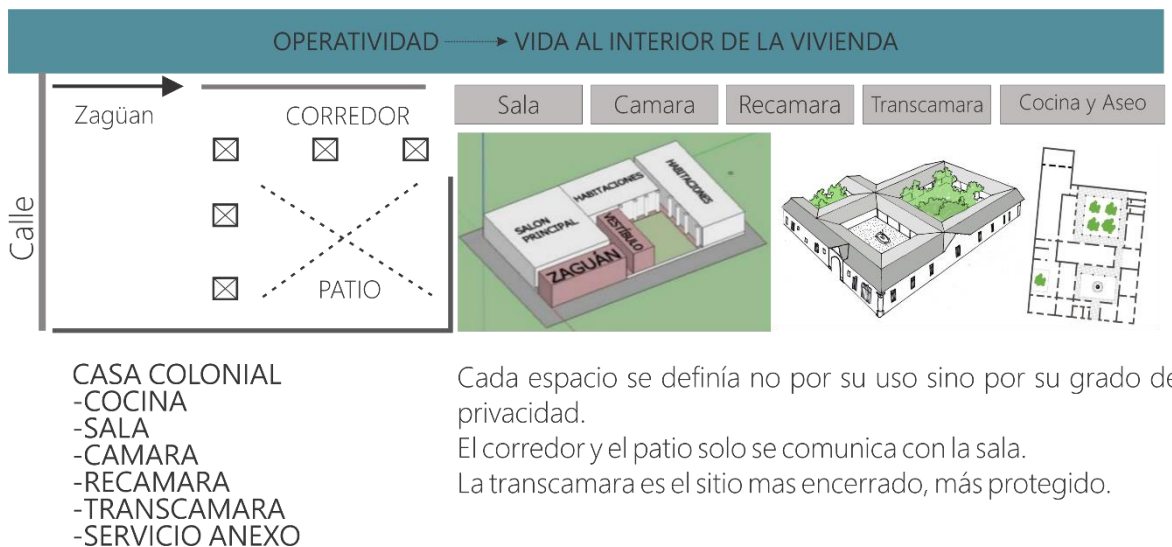 OPERATIVIDAD VIDA AL INTERIOR DE LA VIVIENDA
Calle
Zagüan
CORREDOR
PATIO
Sala
Camara
Recamara
Transcamara
Cocina y Aseo
SALON PRINCIPAL
HABITACIONES
HABITACIONES
VESTÍBULO
ZAGUÁN
CASA COLONIAL
-COCINA
-SALA
-CAMARA
-RECAMARA
-TRANSCAMARA
-SERVICIO ANEXO
Cada espacio se definía no por su uso sino por su grado de
privacidad.
El corredor y el patio solo se comunica con la sala.
La transcamara es el sitio mas encerrado, más protegido.